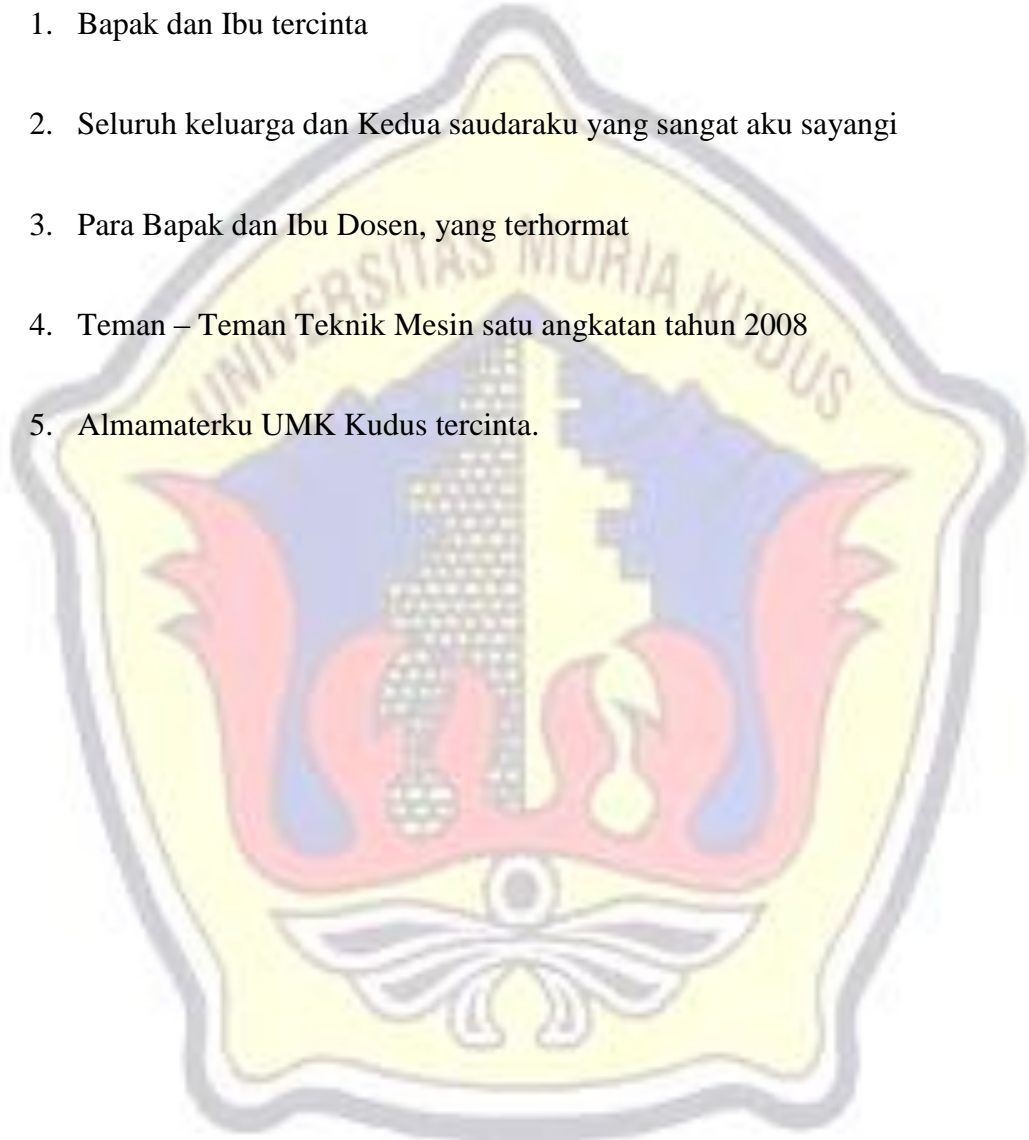 1. Bapak dan Ibu tercinta
2. Seluruh keluarga dan Kedua saudaraku yang sangat aku sayangi
3. Para Bapak dan Ibu Dosen, yang terhormat
4. Teman – Teman Teknik Mesin satu angkatan tahun 2008
5. Almamaterku UMK Kudus tercinta.
UNIVERSITAS MURIA KUDUS